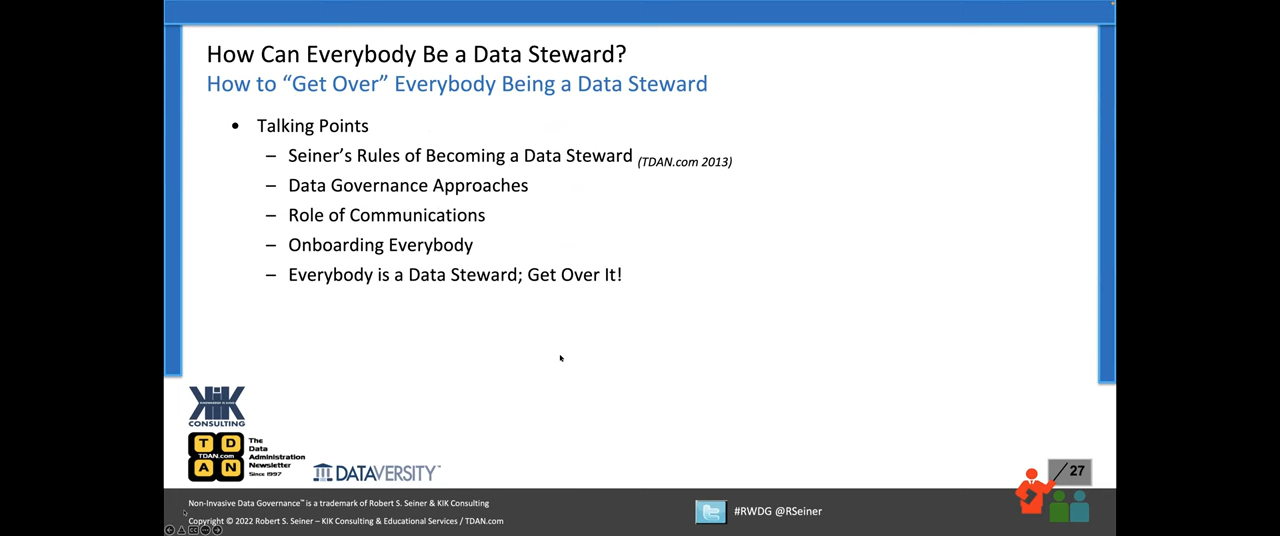 How Can Everybody Be a Data Steward?
How to “Get Over” Everybody Being a Data Steward
• Talking Points
– Seiner’s Rules of Becoming a Data Steward (TDAN.com 2013)
– Data Governance Approaches
– Role of Communications
– Onboarding Everybody
– Everybody is a Data Steward; Get Over It!
KIK
CONSULTING
T D
TDAN.com
A N
The
Data
Administration
Newsletter
Since 1997
DATAVERSITY™
/ 27
Non-Invasive Data Governance™ is a trademark of Robert S. Seiner & KIK Consulting
Copyright © 2022 Robert S. Seiner – KIK Consulting & Educational Services / TDAN.com
#RWDG @RSeiner